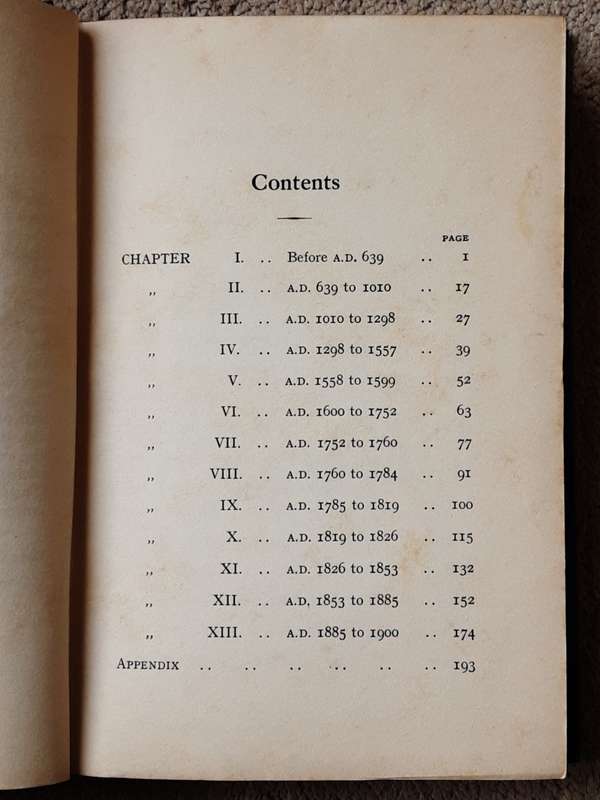 Contents
PAGE
CHAPTER I. .. Before A.D. 639 .. 1
„ II. .. A.D. 639 to 1010 .. 17
„ III. .. A.D. 1010 to 1298 .. 27
„ IV. .. A.D. 1298 to 1557 .. 39
„ V. .. A.D. 1558 to 1599 .. 52
„ VI. .. A.D. 1600 to 1752 .. 63
„ VII. .. A.D. 1752 to 1760 .. 77
„ VIII. .. A.D. 1760 to 1784 .. 91
„ IX. .. A.D. 1785 to 1819 .. 100
„ X. .. A.D. 1819 to 1826 .. 115
„ XI. .. A.D. 1826 to 1853 .. 132
„ XII. .. A.D. 1853 to 1885 .. 152
„ XIII. .. A.D. 1885 to 1900 .. 174
APPENDIX .. .. .. .. .. .. 193